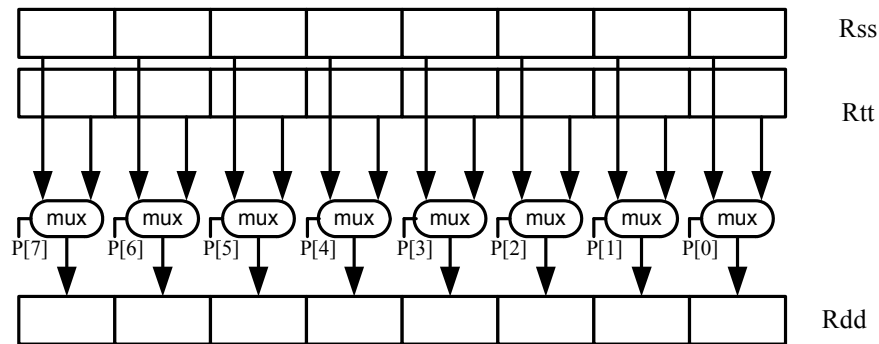 Rss
Rtt
mux mux mux mux mux mux mux mux
P[7] P[6] P[5] P[4] P[3] P[2] P[1] P[0]
Rdd